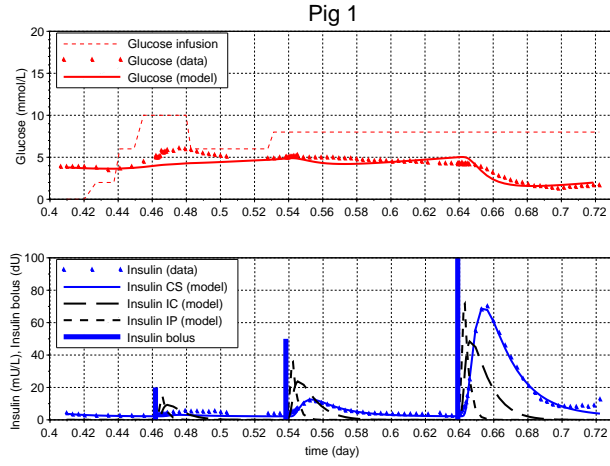 Pig 1
20
15
10
5
0
Glucose (mmol/L)
Glucose infusion
Glucose (data)
Glucose (model)
0.4 0.42 0.44 0.46 0.48 0.5 0.52 0.54 0.56 0.58 0.6 0.62 0.64 0.66 0.68 0.7 0.72
100
80
60
40
20
0
Insulin (mU/L), Insulin bolus (dU)
Insulin (data)
Insulin CS (model)
Insulin IC (model)
Insulin IP (model)
Insulin bolus
0.4 0.42 0.44 0.46 0.48 0.5 0.52 0.54 0.56 0.58 0.6 0.62 0.64 0.66 0.68 0.7 0.72
time (day)